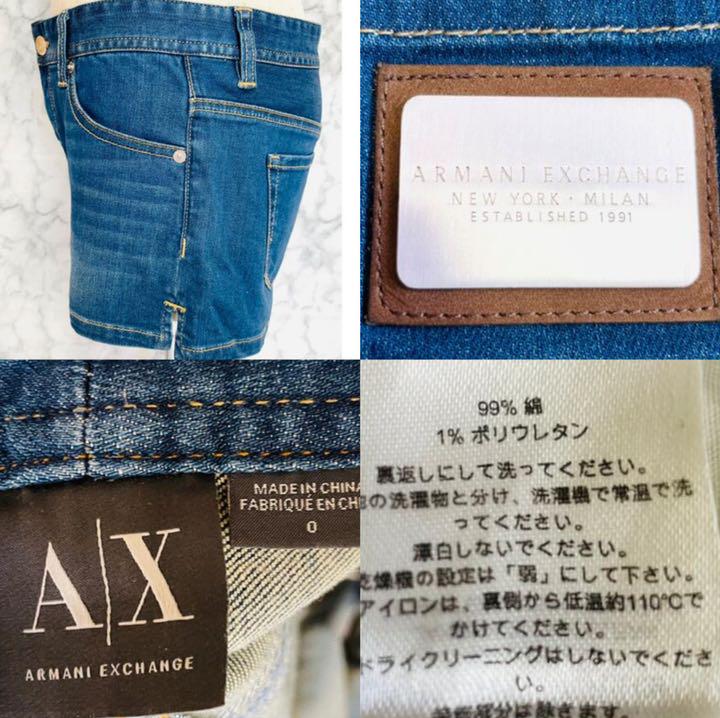 ARMANI EXCHANGE
NEW YORK · MILAN
ESTABLISHED 1991
A|X
ARMANI EXCHANGE
MADE IN CHINA
FABRIQUÉ EN CH
0
99% 綿
1% ポリウレタン
裏返しにして洗ってください。
の洗濯物と分け、洗濯機で常温で洗
ってください。
漂白しないでください。
乾燥機の設定は「弱」にして下さい。
アイロンは、裏側から低温約110℃で
かけてください。
ドライクリーニングはしないでくださ
い。